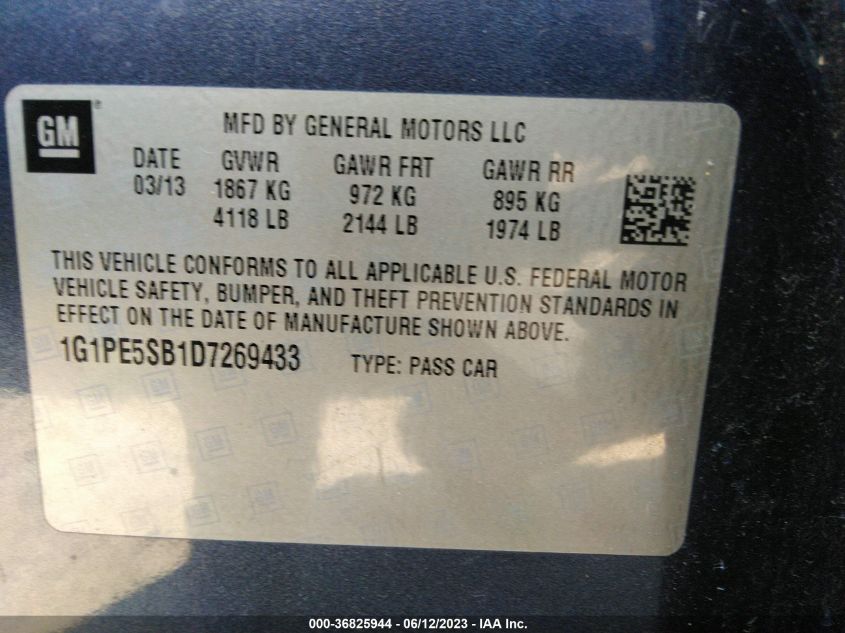 GM®
MFD BY GENERAL MOTORS LLC
DATE GVWR GAWR FRT GAWR RR
03/13 1867 KG 972 KG 895 KG
4118 LB 2144 LB 1974 LB
THIS VEHICLE CONFORMS TO ALL APPLICABLE U.S. FEDERAL MOTOR
VEHICLE SAFETY, BUMPER, AND THEFT PREVENTION STANDARDS IN
EFFECT ON THE DATE OF MANUFACTURE SHOWN ABOVE.
1G1PE5SB1D7269433 TYPE: PASS CAR
000-36825944 - 06/12/2023 - IAA Inc.